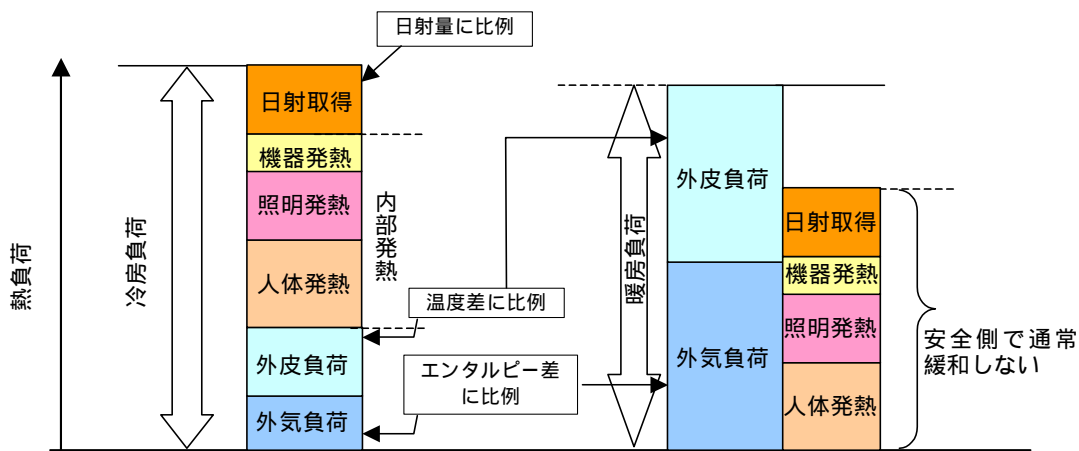 日射量に比例
熱負荷
冷房負荷
日射取得
機器発熱
照明発熱
人体発熱
外皮負荷
外気負荷
内部発熱
温度差に比例
エンタルピー差
に比例
暖房負荷
外皮負荷
外気負荷
日射取得
機器発熱
照明発熱
人体発熱
安全側で通常
緩和しない